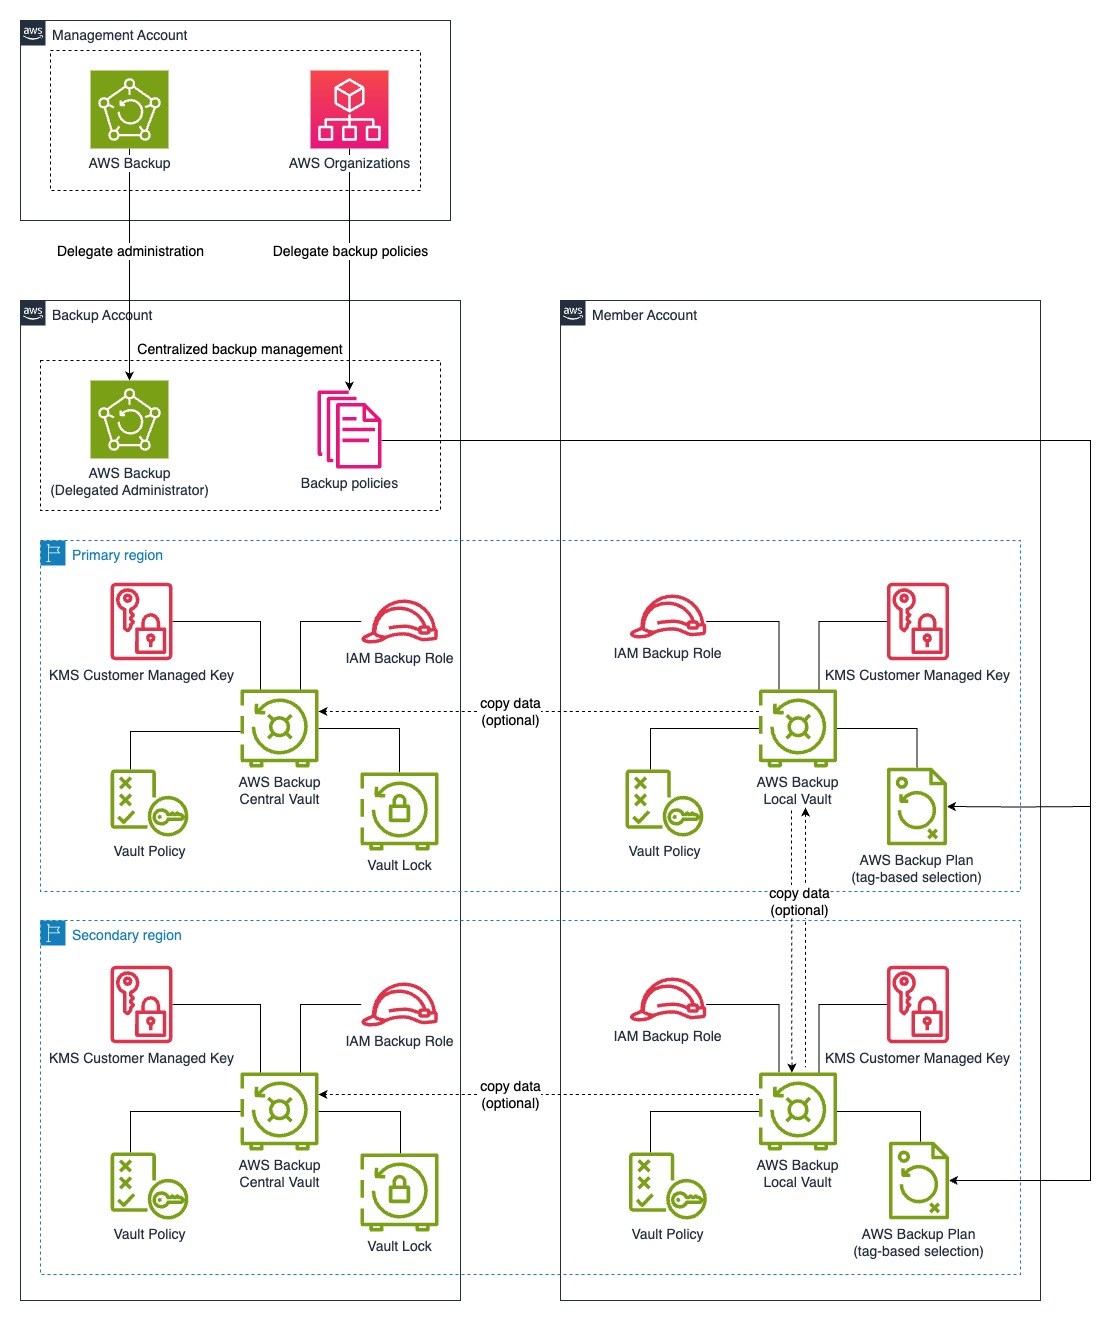 aws
Management Account
AWS Backup
AWS Organizations
Delegate administration
Delegate backup policies
aws
Backup Account
aws
Member Account
Centralized backup management
AWS Backup
(Delegated Administrator)
Backup policies
Primary region
KMS Customer Managed Key
IAM Backup Role
IAM Backup Role
KMS Customer Managed Key
copy data
(optional)
AWS Backup
Central Vault
AWS Backup
Local Vault
Vault Policy
Vault Lock
Vault Policy
AWS Backup Plan
(tag-based selection)
copy data
(optional)
Secondary region
KMS Customer Managed Key
IAM Backup Role
IAM Backup Role
KMS Customer Managed Key
copy data
(optional)
AWS Backup
Central Vault
AWS Backup
Local Vault
Vault Policy
Vault Lock
Vault Policy
AWS Backup Plan
(tag-based selection)